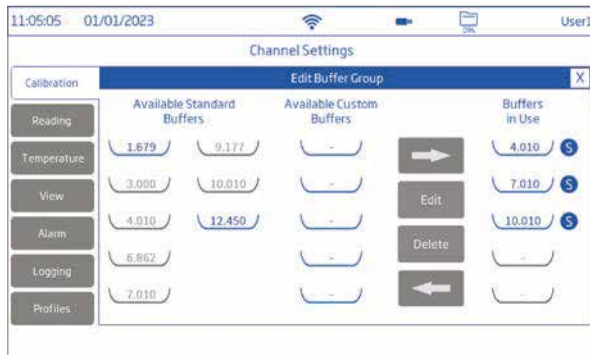 11:05:05 01/01/2023 0% User1
Channel Settings
Calibration
Edit Buffer Group X
Reading
Temperature
View
Alarm
Logging
Profiles
Available Standard Buffers
Available Custom Buffers
Buffers in Use
1.679 9.177 - 4.010 S
3.000 10.010 - Edit 7.010 S
4.010 12.450 - Delete 10.010 S
6.862 - -
7.010 - -